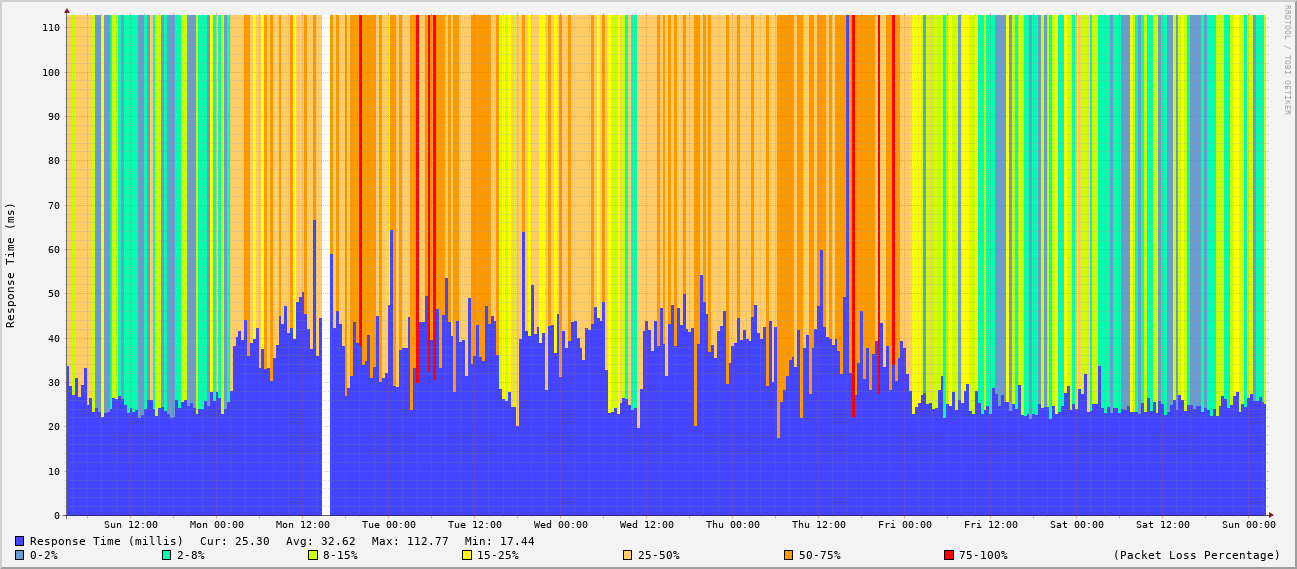 RRDTOOL / TOBI OETIKER
Response Time (ms)
110
100
90
80
70
60
50
40
30
20
10
0
Sun 12:00 Mon 00:00 Mon 12:00 Tue 00:00 Tue 12:00 Wed 00:00 Wed 12:00 Thu 00:00 Thu 12:00 Fri 00:00 Fri 12:00 Sat 00:00 Sat 12:00 Sun 00:00
Response Time (millis) Cur: 25.30 Avg: 32.62 Max: 112.77 Min: 17.44
0-2% 2-8% 8-15% 15-25% 25-50% 50-75% 75-100% (Packet Loss Percentage)